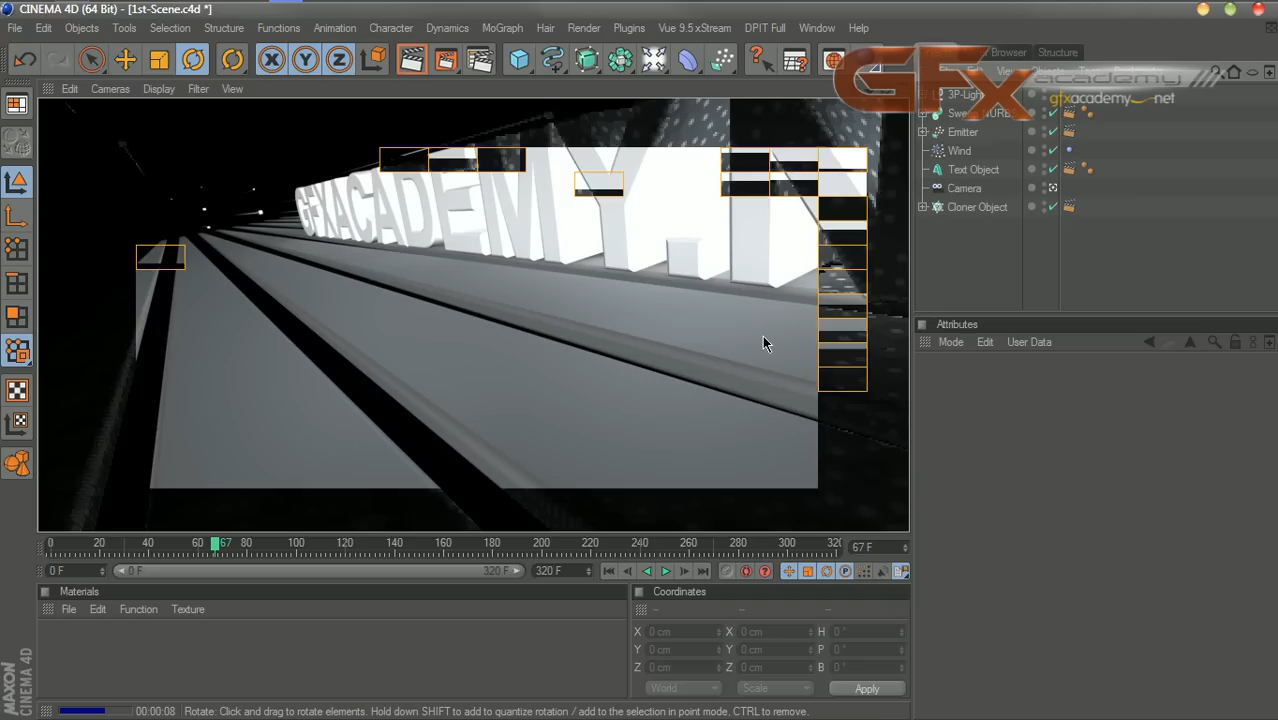 CINEMA 4D (64 Bit) - [1st-Scene.c4d *]
File Edit Objects Tools Selection Structure Functions Animation Character Dynamics MoGraph Hair Render Plugins Vue 9.5 xStream DPIT Full Window Help
X Y Z
Browser Structure
GFX academy
gfxacademy.net
Edit Cameras Display Filter View
3P-Light
Sweep NURBS
Emitter
Wind
Text Object
Camera
Cloner Object
GFXACADEMY.N
Attributes
Mode Edit User Data
0 20 40 60 67 80 100 120 140 160 180 200 220 240 260 280 300 320
67 F
0 F 0 F 320 F 320 F
Materials
File Edit Function Texture
Coordinates
-- -- --
X 0 cm X 0 cm H 0 °
Y 0 cm Y 0 cm P 0 °
Z 0 cm Z 0 cm B 0 °
World Scale Apply
MAXON
CINEMA 4D
00:00:08 Rotate: Click and drag to rotate elements. Hold down SHIFT to add to quantize rotation / add to the selection in point mode, CTRL to remove.